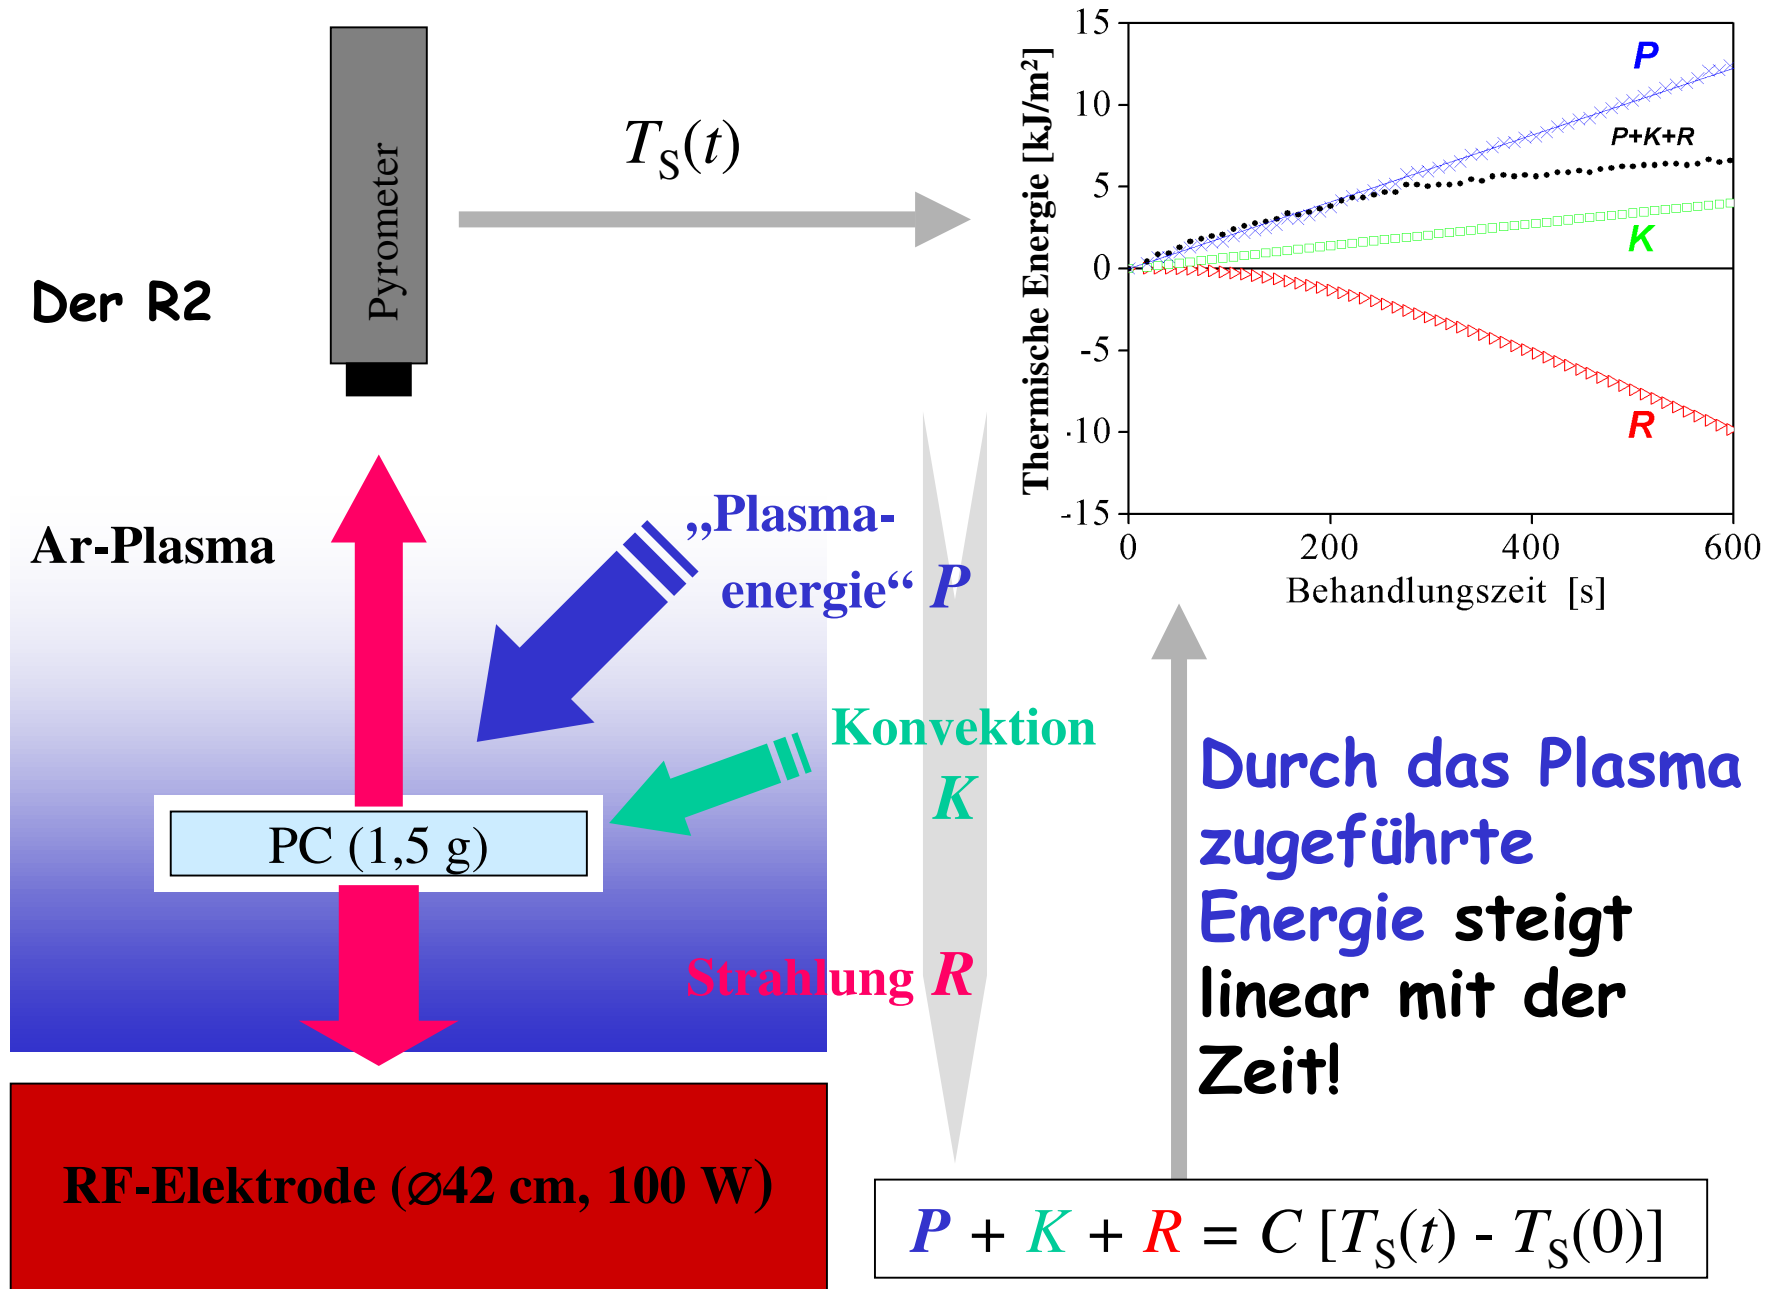 Pyrometer
T_S(t)
Der R2
Ar-Plasma
„Plasma-
energie“ P
Konvektion
K
PC (1,5 g)
Strahlung R
RF-Elektrode (⌀42 cm, 100 W)
Thermische Energie [kJ/m²]
15
10
5
0
-5
-10
-15
P
P+K+R
K
R
0 200 400 600
Behandlungszeit [s]
Durch das Plasma
zugeführte
Energie steigt
linear mit der
Zeit!
P + K + R = C [T_S(t) - T_S(0)]